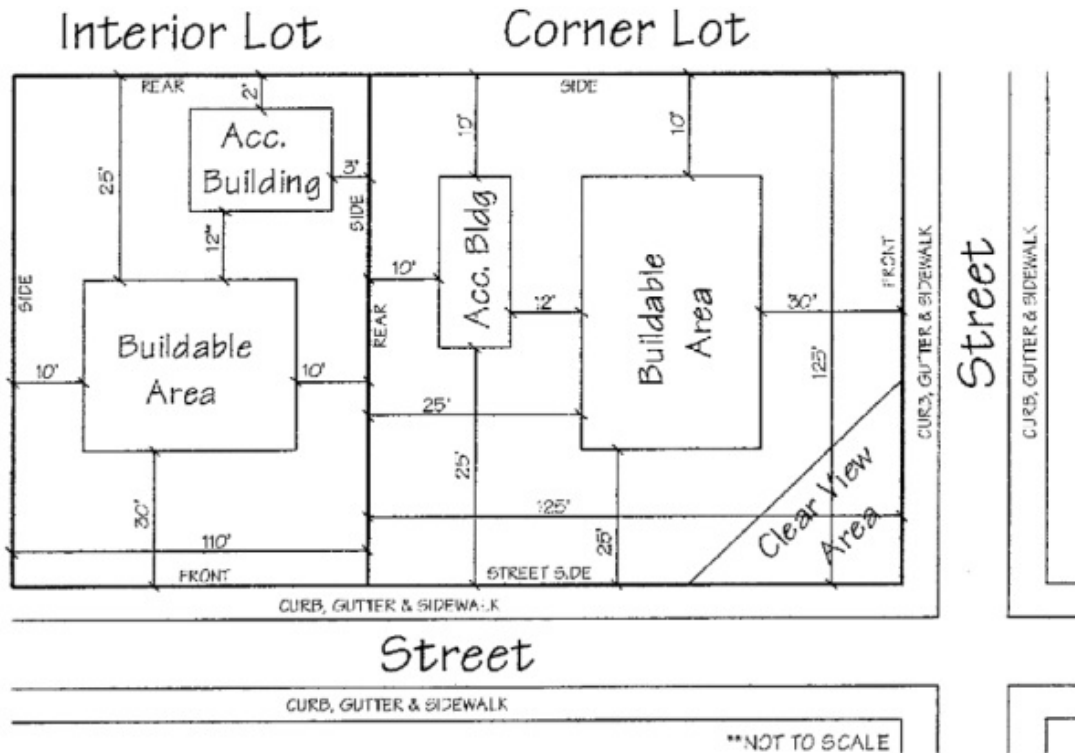 Interior Lot
Corner Lot
REAR
2'
Acc.
Building
3'
25'
12'*
SIDE
SIDE
Buildable
Area
10'
10'
30'
110'
FRONT
SIDE
10'
10'
Acc. Bldg
10'
12'
Buildable
Area
30'
REAR
25'
25'
125'
25'
STREET SIDE
125'
FRONT
Clear View
Area
CURB, GUTTER & SIDEWALK
Street
CURB, GUTTER & SIDEWALK
CURB, GUTTER & SIDEWALK
Street
CURB, GUTTER & SIDEWALK
**NOT TO SCALE